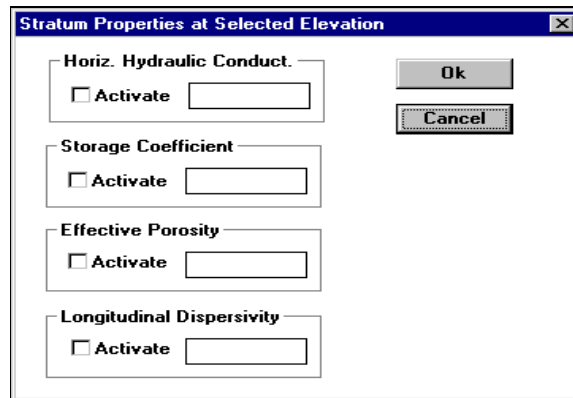 Stratum Properties at Selected Elevation
Horiz. Hydraulic Conduct.
Activate
Ok
Cancel
Storage Coefficient
Activate
Effective Porosity
Activate
Longitudinal Dispersivity
Activate